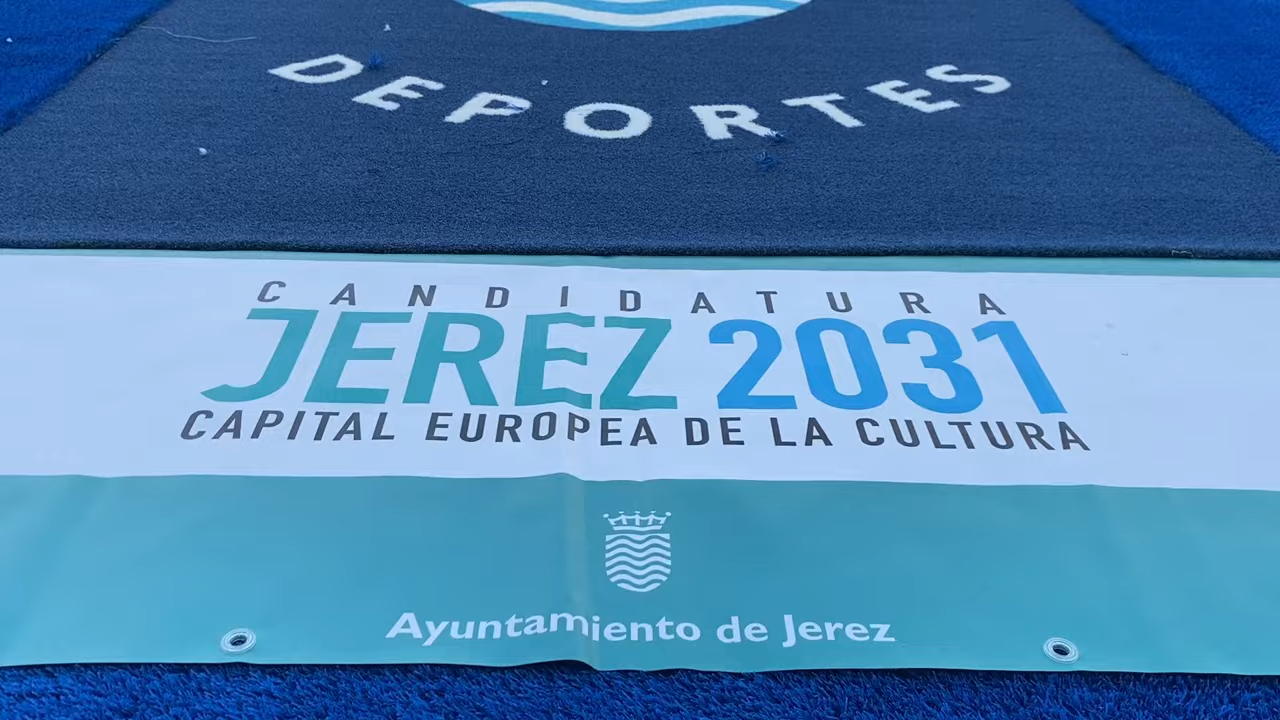 DEPORTES
CANDIDATURA
JEREZ 2031
CAPITAL EUROPEA DE LA CULTURA
Ayuntamiento de Jerez